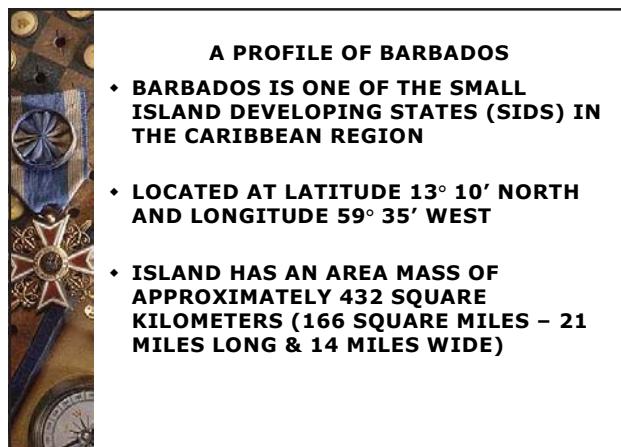 A PROFILE OF BARBADOS
◆ BARBADOS IS ONE OF THE SMALL
ISLAND DEVELOPING STATES (SIDS) IN
THE CARIBBEAN REGION
◆ LOCATED AT LATITUDE 13° 10′ NORTH
AND LONGITUDE 59° 35′ WEST
◆ ISLAND HAS AN AREA MASS OF
APPROXIMATELY 432 SQUARE
KILOMETERS (166 SQUARE MILES – 21
MILES LONG & 14 MILES WIDE)